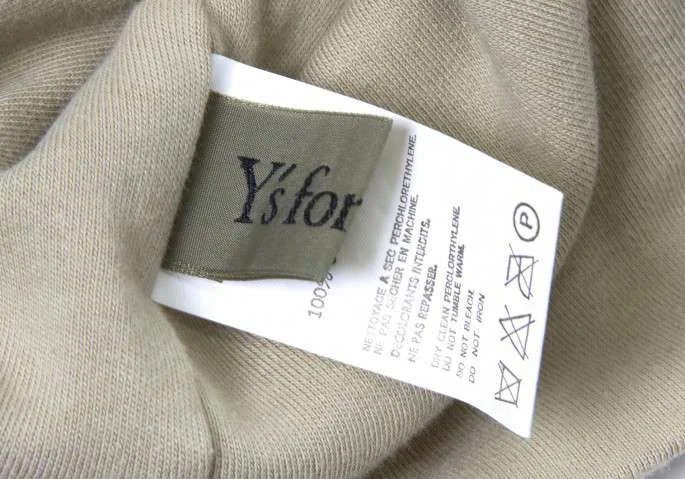 Y's for
100%
NETTOYAGE A SEC PERCHLORETHYLENE.
NE PAS SECHER EN MACHINE.
DECOLORANTS INTERDITS.
NE PAS REPASSER.
DRY CLEAN PERCLORTHYLENE.
DO NOT TUMBLE WARM.
DO NOT BLEACH.
DO NOT IRON
P